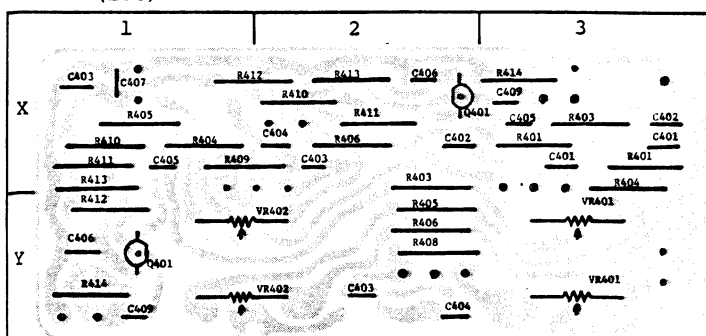 1 2 3
C403 C407 R412 R413 C406 R414
X R410 Q401 C409
R405 R411 C405 R403 C402
R410 R404 C404 R406 C402 R401 C401
R411 C405 R409 C403 C401 R401
R413 R403 R404
R412 VR402 R405 VR401
R406
Y C406 Q401 R408
R414 VR402 C403 VR401
C409 C404